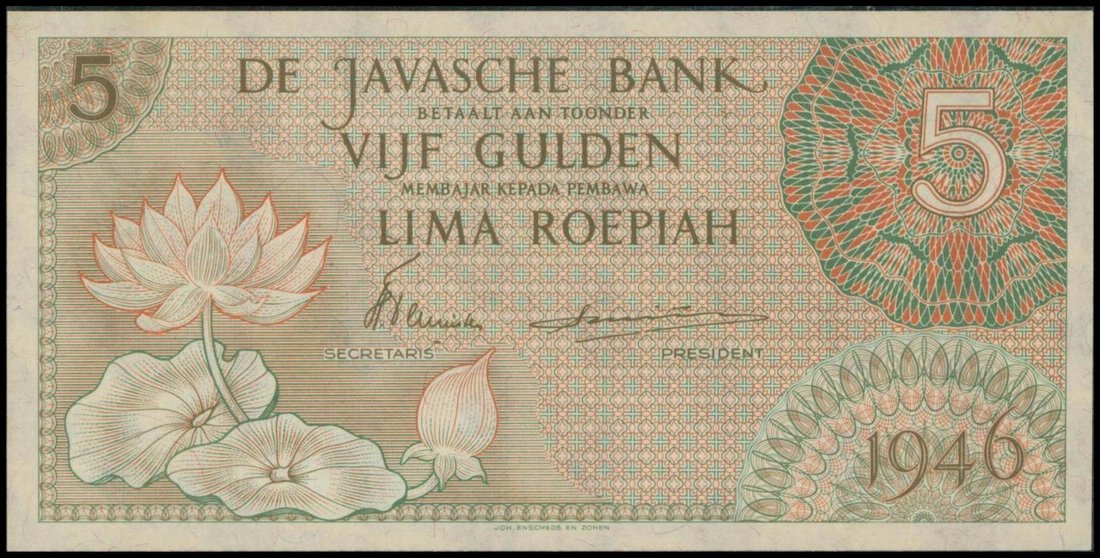 5
DE JAVASCHE BANK
BETAALT AAN TOONDER
VIJF GULDEN
MEMBAJAR KEPADA PEMBAWA
LIMA ROEPIAH
5
SECRETARIS
PRESIDENT
1946
JOH. ENSCHEDÉ EN ZONEN